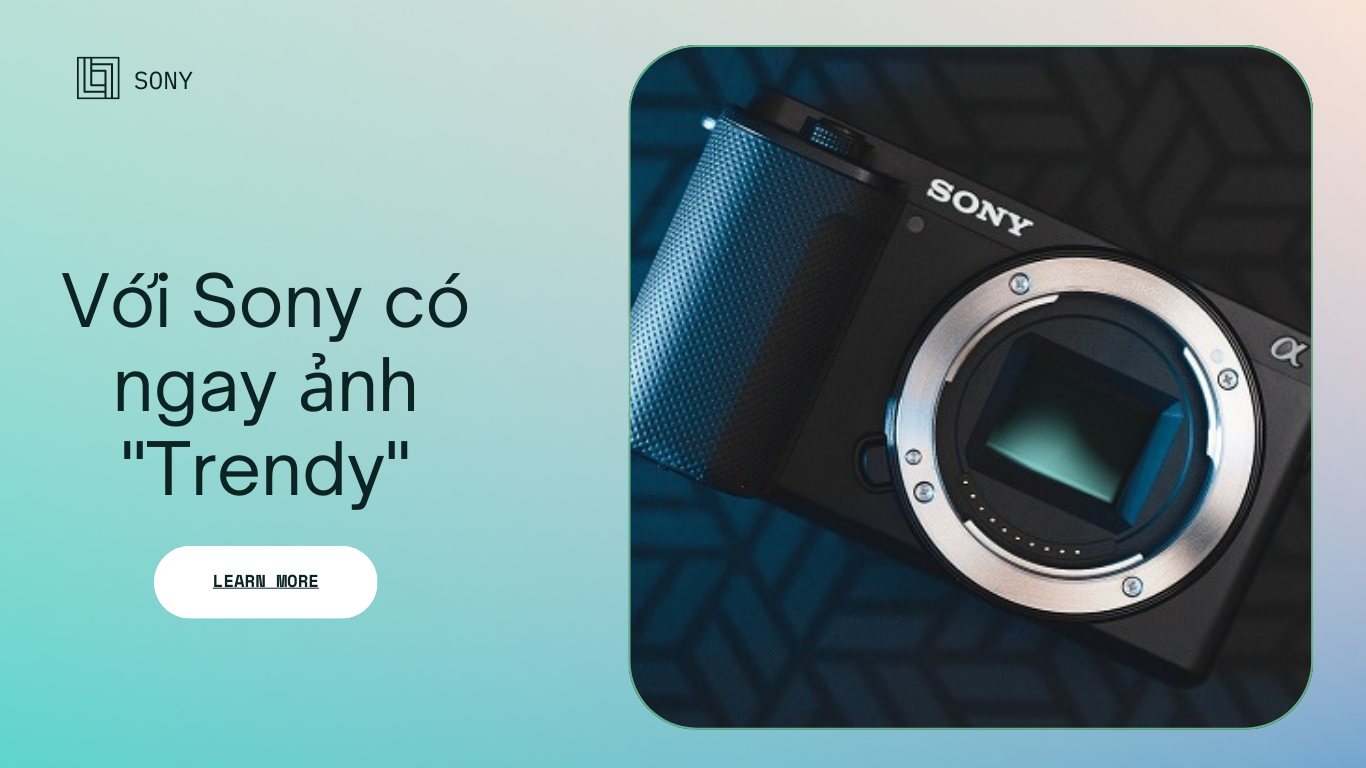 SONY
Với Sony có
ngay ảnh
"Trendy"
LEARN MORE
SONY
α